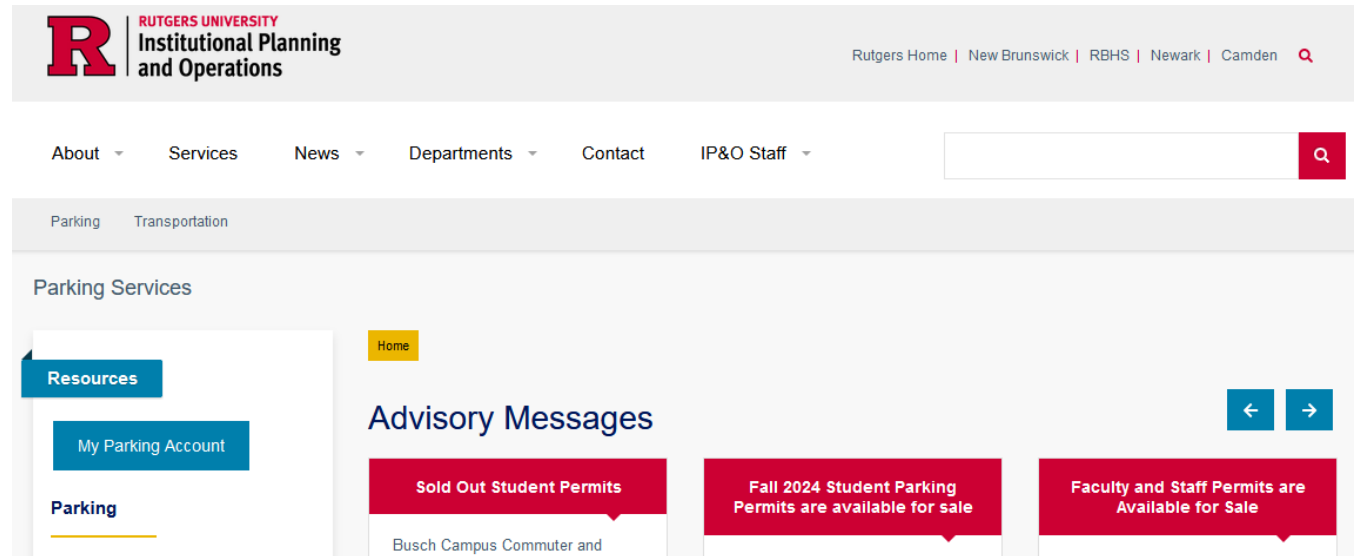 R
RUTGERS UNIVERSITY
Institutional Planning
and Operations
Rutgers Home | New Brunswick | RBHS | Newark | Camden
About Services News Departments Contact IP&O Staff
Parking Transportation
Parking Services
Home
Resources
My Parking Account
Parking
Advisory Messages
Sold Out Student Permits
Busch Campus Commuter and
Fall 2024 Student Parking
Permits are available for sale
Faculty and Staff Permits are
Available for Sale